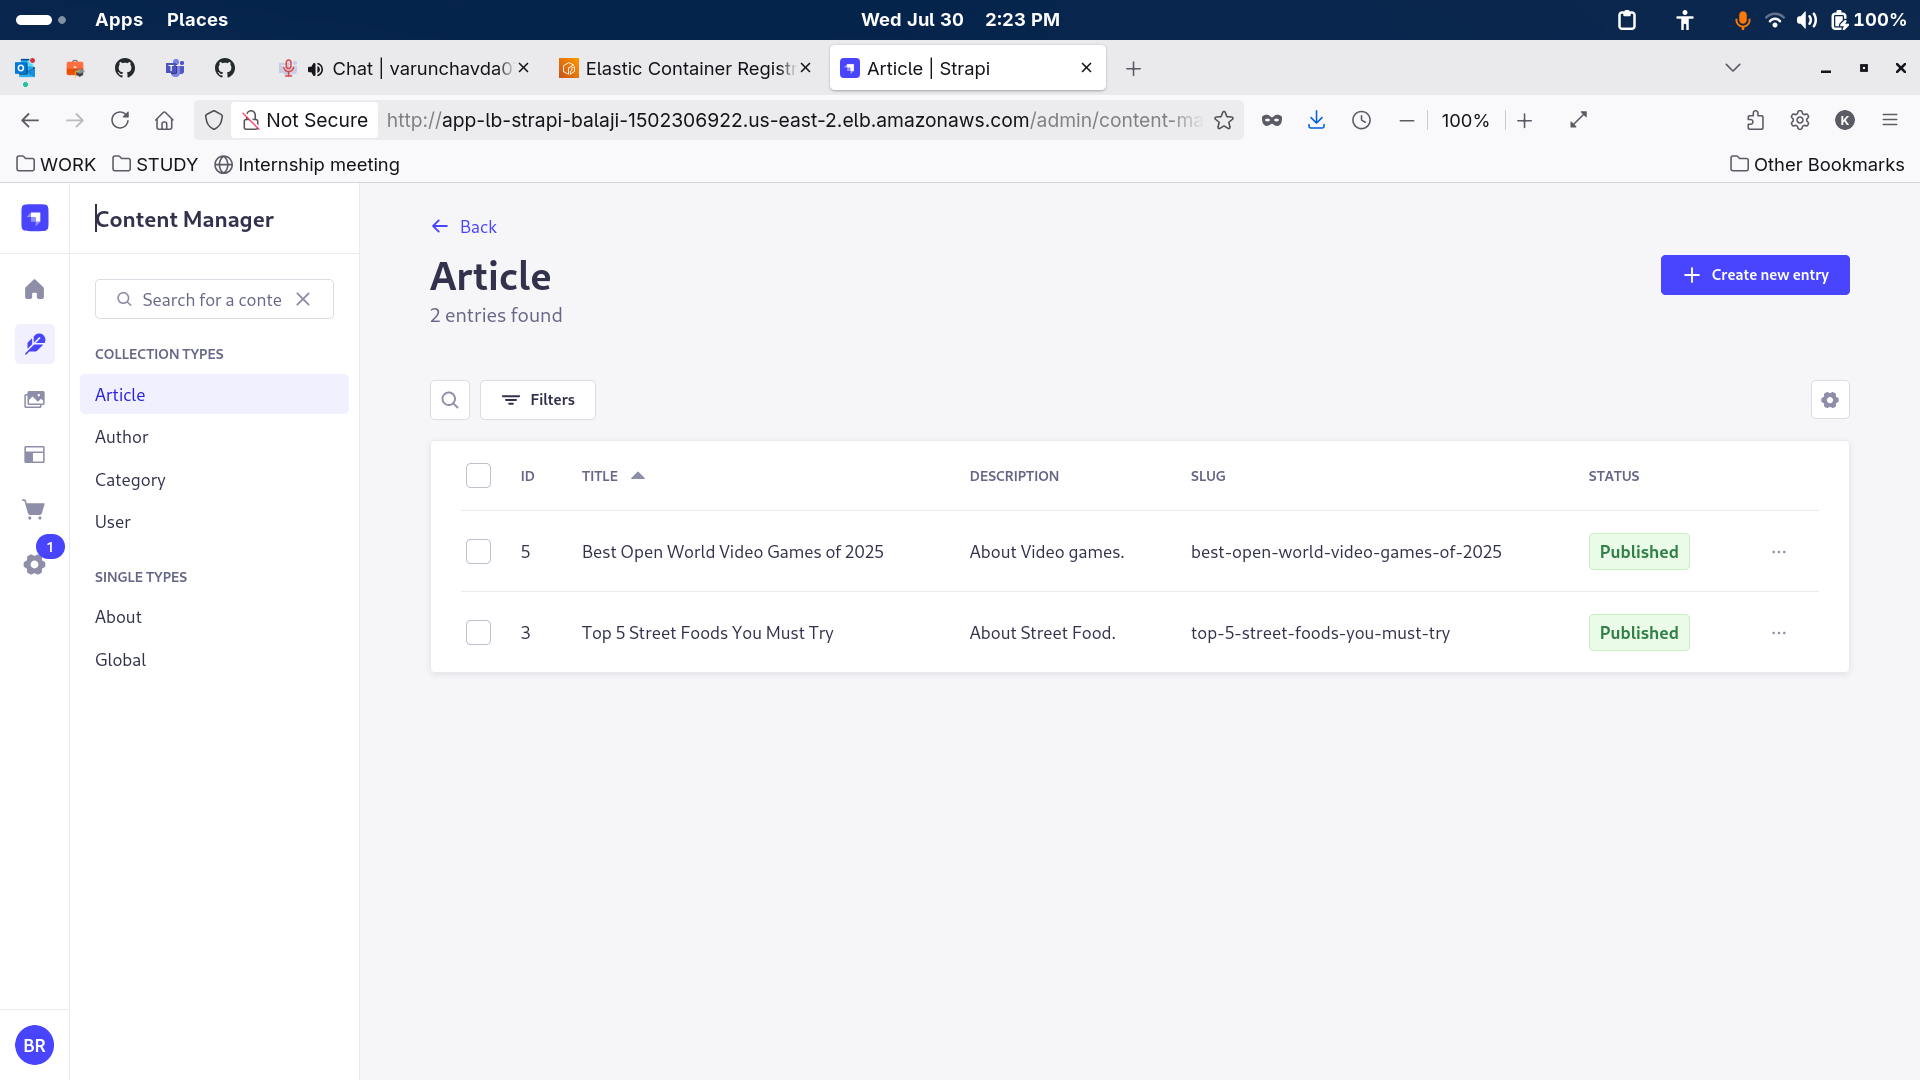 Apps Places Wed Jul 30 2:23 PM 100%
Chat | varunchavda0 Elastic Container Registr Article | Strapi
Not Secure http://app-lb-strapi-balaji-1502306922.us-east-2.elb.amazonaws.com/admin/content-ma 100% K
WORK STUDY Internship meeting Other Bookmarks
Content Manager
Search for a conte
COLLECTION TYPES
Article
Author
Category
User
1
SINGLE TYPES
About
Global
BR
Back
Article
Create new entry
2 entries found
Filters
ID TITLE DESCRIPTION SLUG STATUS
5 Best Open World Video Games of 2025 About Video games. best-open-world-video-games-of-2025 Published
3 Top 5 Street Foods You Must Try About Street Food. top-5-street-foods-you-must-try Published